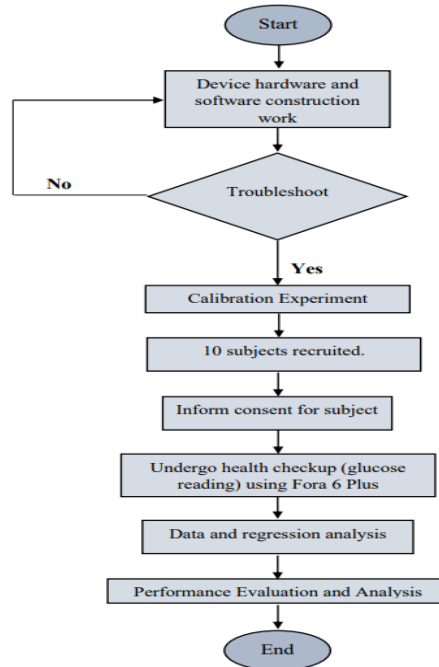 Start
Device hardware and
software construction
work
Troubleshoot
No
Yes
Calibration Experiment
10 subjects recruited.
Inform consent for subject
Undergo health checkup (glucose
reading) using Fora 6 Plus
Data and regression analysis
Performance Evaluation and Analysis
End